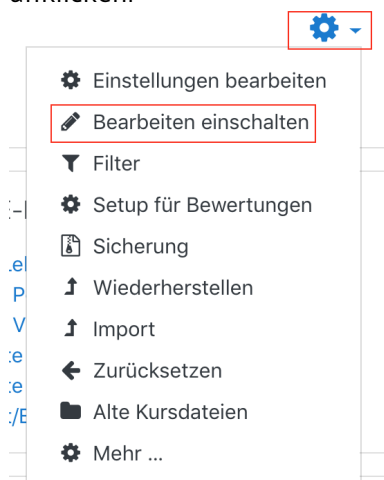 anklicken.
Einstellungen bearbeiten
Bearbeiten einschalten
Filter
Setup für Bewertungen
Sicherung
Wiederherstellen
Import
Zurücksetzen
Alte Kursdateien
Mehr ...